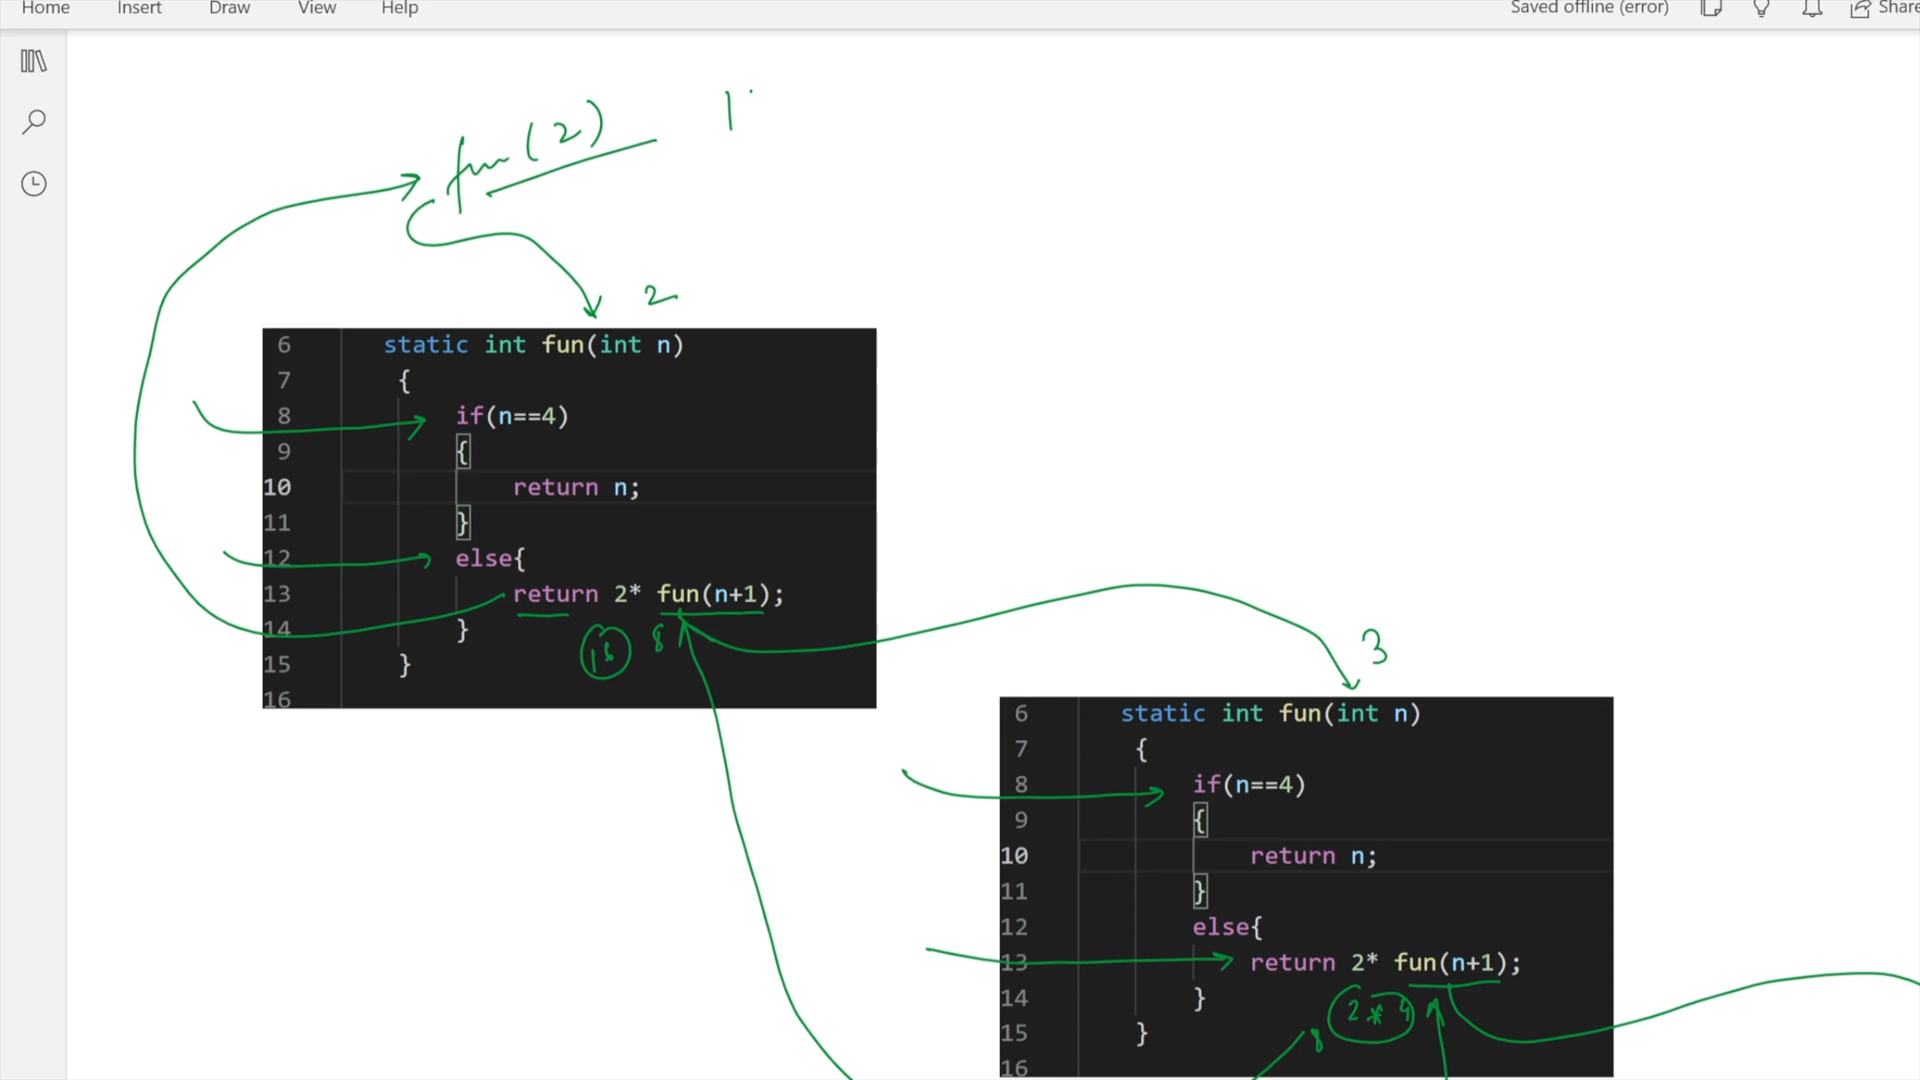 Home Insert Draw View Help Saved offline (error) Share
fun(2)
2
6 static int fun(int n)
7 {
8 if(n==4)
9 {
10 return n;
11 }
12 else{
13 return 2* fun(n+1);
14 }
8
15 }
16
3
6 static int fun(int n)
7 {
8 if(n==4)
9 {
10 return n;
11 }
12 else{
13 return 2* fun(n+1);
14 }
2*4
15 }
8
16